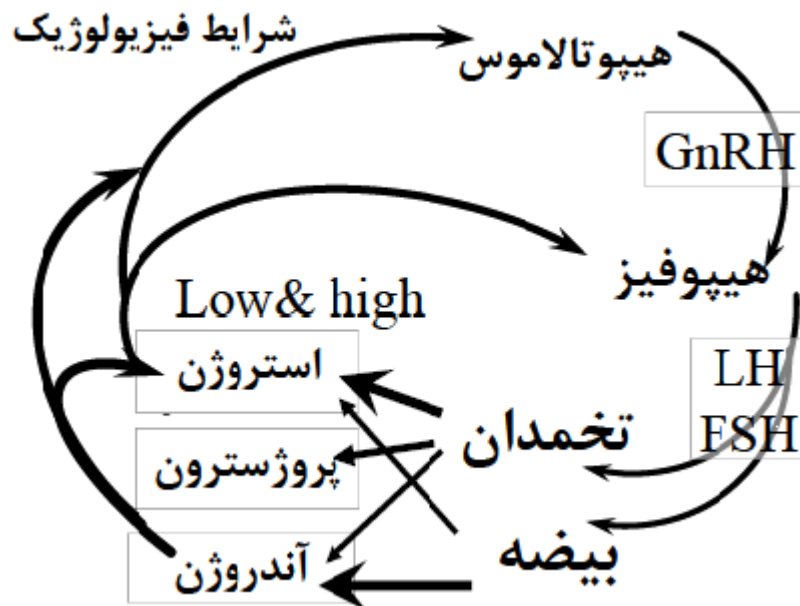 شرایط فیزیولوژیک
هیپوتالاموس
GnRH
هیپوفیز
Low& high
استروژن
LH
FSH
تخمدان
پروژسترون
بیضه
آندروژن